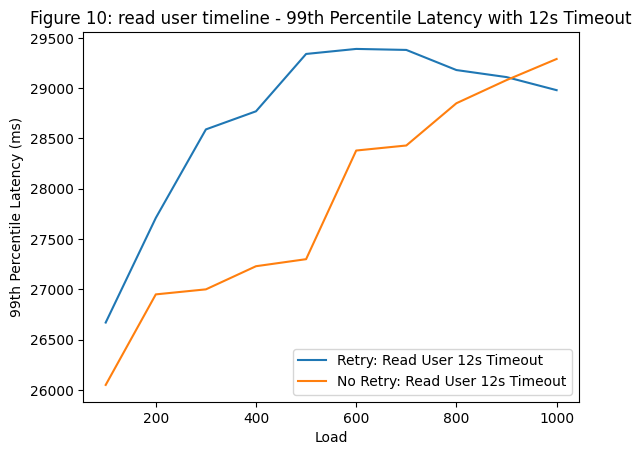 Figure 10: read user timeline - 99th Percentile Latency with 12s Timeout
99th Percentile Latency (ms)
29500
29000
28500
28000
27500
27000
26500
26000
Retry: Read User 12s Timeout
No Retry: Read User 12s Timeout
200 400 600 800 1000
Load